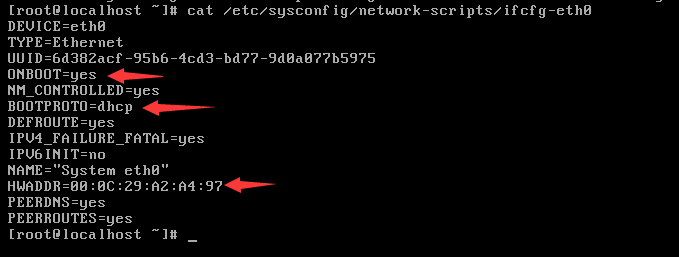 [root@localhost ~]# cat /etc/sysconfig/network-scripts/ifcfg-eth0
DEVICE=eth0
TYPE=Ethernet
UUID=6d382acf-95b6-4cd3-bd77-9d0a077b5975
ONBOOT=yes
NM_CONTROLLED=yes
BOOTPROTO=dhcp
DEFROUTE=yes
IPV4_FAILURE_FATAL=yes
IPV6INIT=no
NAME="System eth0"
HWADDR=00:0C:29:A2:A4:97
PEERDNS=yes
PEERROUTES=yes
[root@localhost ~]# _